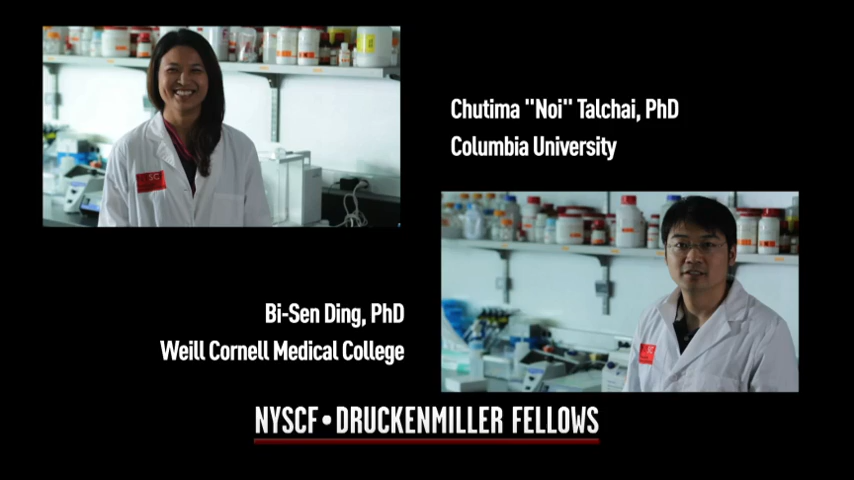 Chutima "Noi" Talchai, PhD
Columbia University
Bi-Sen Ding, PhD
Weill Cornell Medical College
NYSCF • DRUCKENMILLER FELLOWS